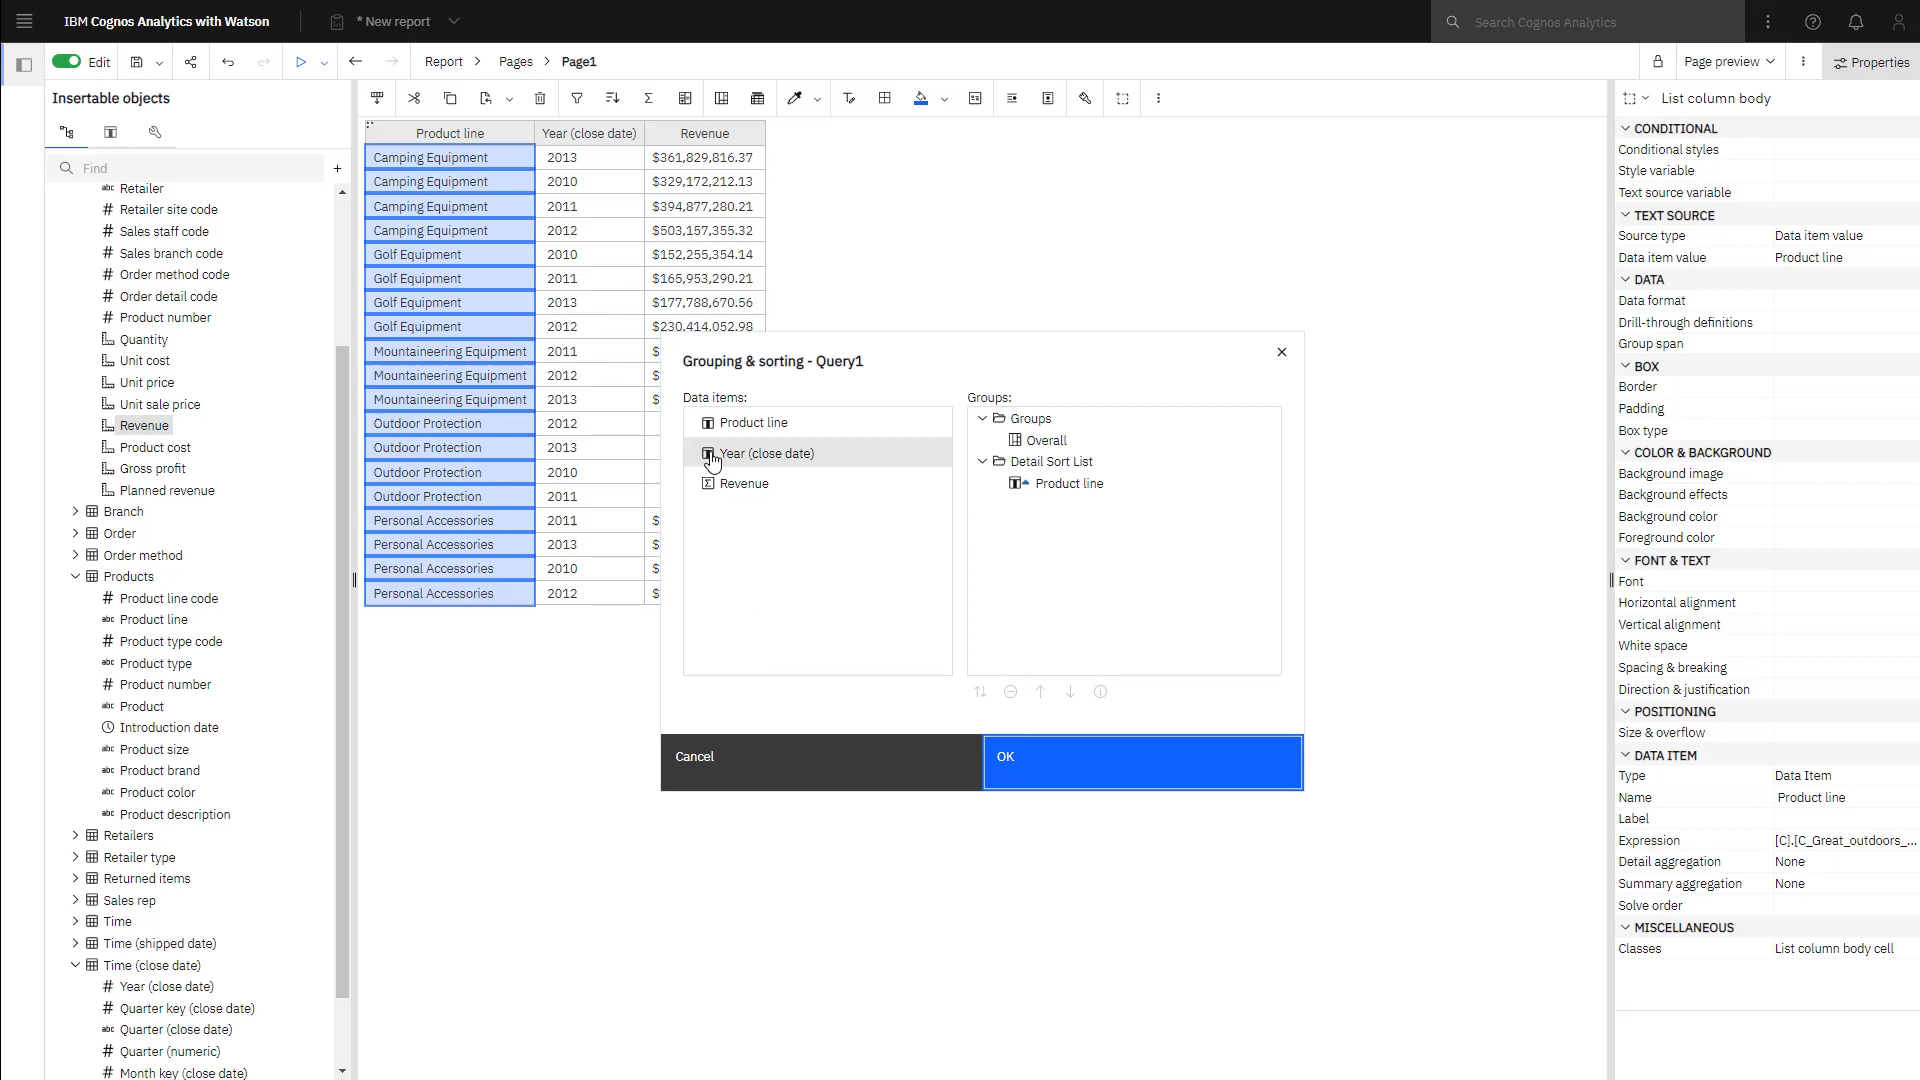 IBM Cognos Analytics with Watson
* New report
Search Cognos Analytics
Edit
Report
Pages
Page1
Page preview
Properties
Insertable objects
Find
Retailer
Retailer site code
Sales staff code
Sales branch code
Order method code
Order detail code
Product number
Quantity
Unit cost
Unit price
Unit sale price
Revenue
Product cost
Gross profit
Planned revenue
Branch
Order
Order method
Products
Product line code
Product line
Product type code
Product type
Product number
Product
Introduction date
Product size
Product brand
Product color
Product description
Retailers
Retailer type
Returned items
Sales rep
Time
Time (shipped date)
Time (close date)
Year (close date)
Quarter key (close date)
Quarter (close date)
Quarter (numeric)
Month key (close date)
Product line Year (close date) Revenue
Camping Equipment 2013 $361,829,816.37
Camping Equipment 2010 $329,172,212.13
Camping Equipment 2011 $394,877,280.21
Camping Equipment 2012 $503,157,355.32
Golf Equipment 2010 $152,255,354.14
Golf Equipment 2011 $165,953,290.21
Golf Equipment 2013 $177,788,670.56
Golf Equipment 2012 $230,414,052.98
Mountaineering Equipment 2011 $
Mountaineering Equipment 2012 $
Mountaineering Equipment 2013 $
Outdoor Protection 2012
Outdoor Protection 2013
Outdoor Protection 2010
Outdoor Protection 2011
Personal Accessories 2011 $
Personal Accessories 2013 $
Personal Accessories 2010 $
Personal Accessories 2012 $
Grouping & sorting - Query1
Data items:
Product line
Year (close date)
Revenue
Groups:
Groups
Overall
Detail Sort List
Product line
Cancel
OK
List column body
CONDITIONAL
Conditional styles
Style variable
Text source variable
TEXT SOURCE
Source type Data item value
Data item value Product line
DATA
Data format
Drill-through definitions
Group span
BOX
Border
Padding
Box type
COLOR & BACKGROUND
Background image
Background effects
Background color
Foreground color
FONT & TEXT
Font
Horizontal alignment
Vertical alignment
White space
Spacing & breaking
Direction & justification
POSITIONING
Size & overflow
DATA ITEM
Type Data Item
Name Product line
Label
Expression [C].[C_Great_outdoors_...
Detail aggregation None
Summary aggregation None
Solve order
MISCELLANEOUS
Classes List column body cell